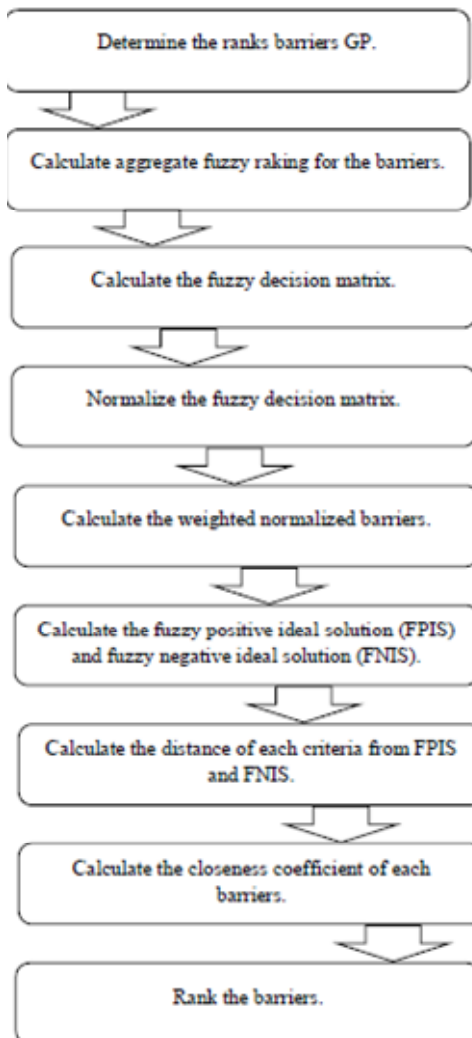 Determine the ranks barriers GP.
Calculate aggregate fuzzy raking for the barriers.
Calculate the fuzzy decision matrix.
Normalize the fuzzy decision matrix.
Calculate the weighted normalized barriers.
Calculate the fuzzy positive ideal solution (FPIS)
and fuzzy negative ideal solution (FNIS).
Calculate the distance of each criteria from FPIS
and FNIS.
Calculate the closeness coefficient of each
barriers.
Rank the barriers.